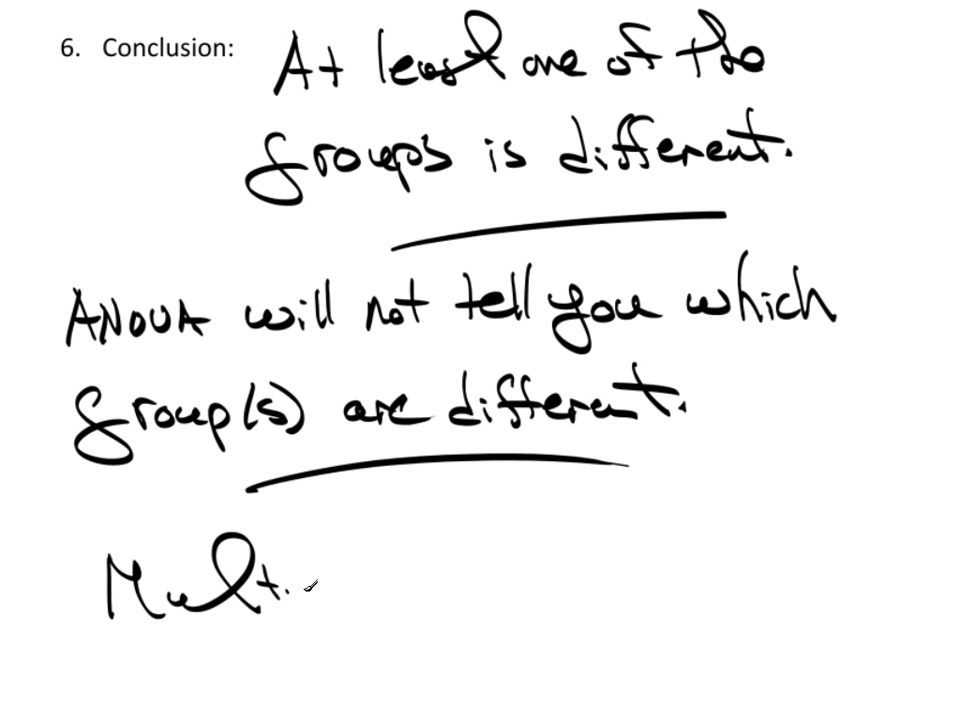 6. Conclusion: At least one of the
groups is different.
ANOVA will not tell you which
group(s) are different.
Mult.